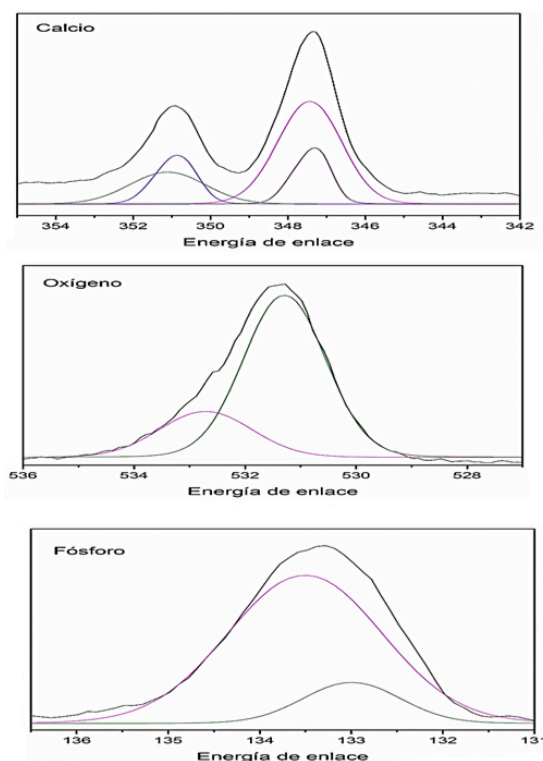 Calcio
354 352 350 348 346 344 342
Energía de enlace
Oxígeno
536 534 532 530 528
Energía de enlace
Fósforo
136 135 134 133 132 131
Energía de enlace